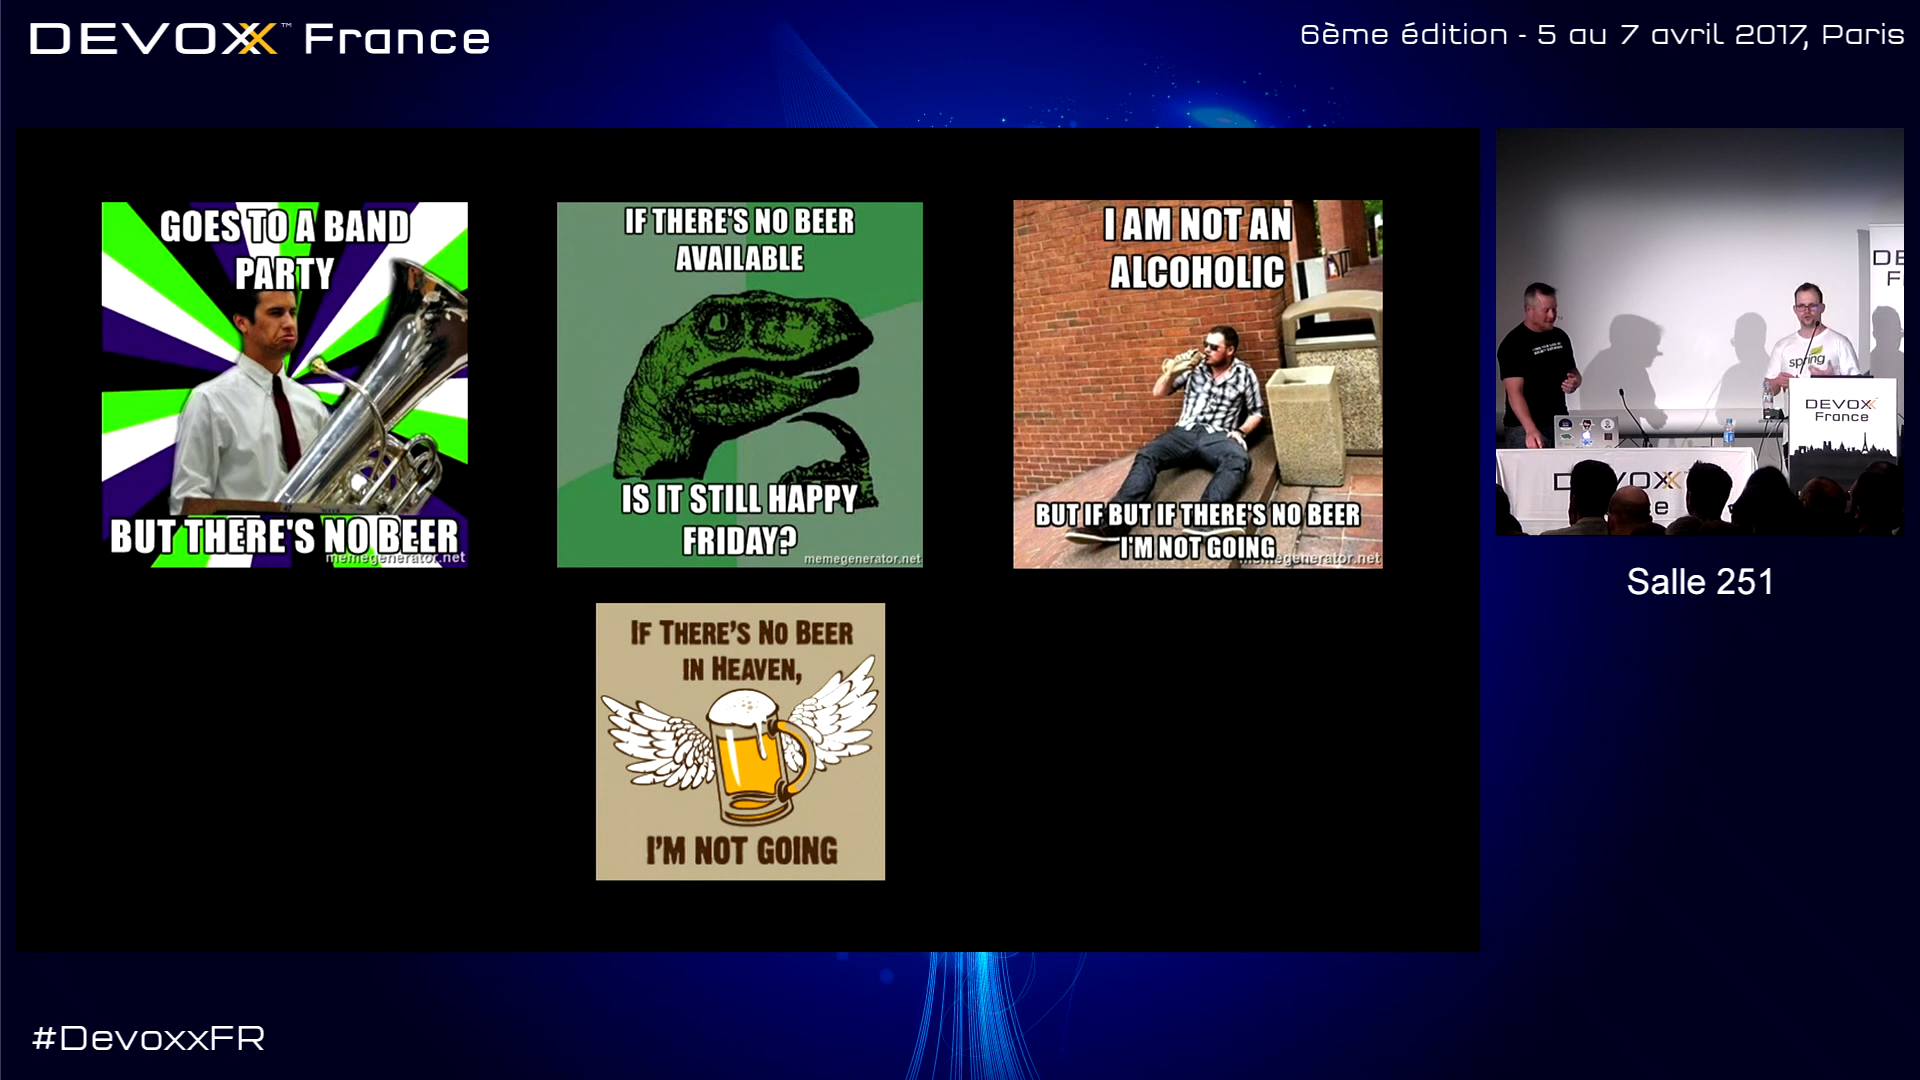 DEVOXX™ France
6ème édition - 5 au 7 avril 2017, Paris
GOES TO A BAND
PARTY
BUT THERE'S NO BEER
memegenerator.net
IF THERE'S NO BEER
AVAILABLE
IS IT STILL HAPPY
FRIDAY?
memegenerator.net
I AM NOT AN
ALCOHOLIC
BUT IF BUT IF THERE'S NO BEER
I'M NOT GOING
memegenerator.net
IF THERE'S NO BEER
IN HEAVEN,
I'M NOT GOING
spring
DEVOXX
France
Salle 251
#DevoxxFR